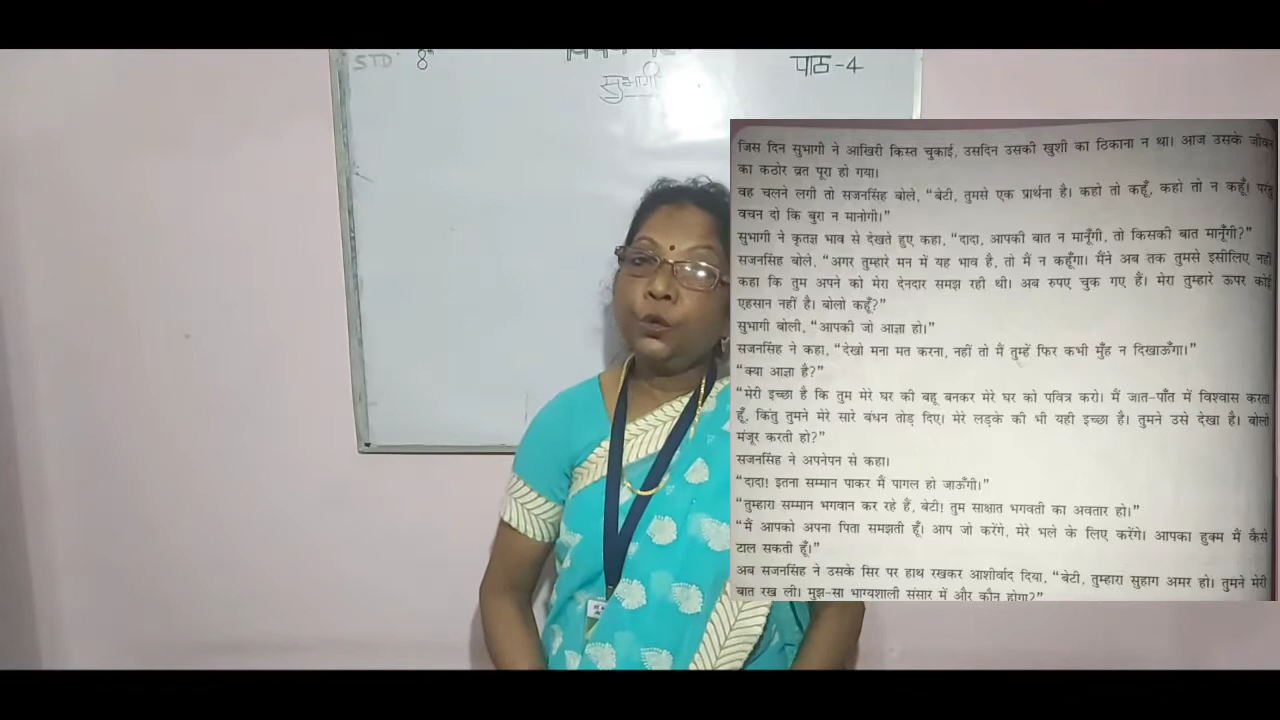 STD 8
सुभागी
पाठ-4
जिस दिन सुभागी ने आखिरी किस्त चुकाई, उसदिन उसकी खुशी का ठिकाना न था। आज उसके जीवन
का कठोर व्रत पूरा हो गया।
वह चलने लगी तो सजनसिंह बोले, “बेटी, तुमसे एक प्रार्थना है। कहो तो कहूँ, कहो तो न कहूँ। परंतु
वचन दो कि बुरा न मानोगी।”
सुभागी ने कृतज्ञ भाव से देखते हुए कहा, “दादा, आपकी बात न मानूँगी, तो किसकी बात मानूँगी?”
सजनसिंह बोले, “अगर तुम्हारे मन में यह भाव है, तो मैं न कहूँगा। मैंने अब तक तुमसे इसीलिए नहीं
कहा कि तुम अपने को मेरा देनदार समझ रही थी। अब रुपए चुक गए हैं। मेरा तुम्हारे ऊपर कोई
एहसान नहीं है। बोलो कहूँ?”
सुभागी बोली, “आपकी जो आज्ञा हो।”
सजनसिंह ने कहा, “देखो मना मत करना, नहीं तो मैं तुम्हें फिर कभी मुँह न दिखाऊँगा।”
“क्या आज्ञा है?”
“मेरी इच्छा है कि तुम मेरे घर की बहू बनकर मेरे घर को पवित्र करो। मैं जात-पाँत में विश्वास करता
हूँ, किंतु तुमने मेरे सारे बंधन तोड़ दिए। मेरे लड़के की भी यही इच्छा है। तुमने उसे देखा है। बोलो
मंजूर करती हो?”
सजनसिंह ने अपनेपन से कहा।
“दादा! इतना सम्मान पाकर मैं पागल हो जाऊँगी।”
“तुम्हारा सम्मान भगवान कर रहे हैं, बेटी! तुम साक्षात भगवती का अवतार हो।”
“मैं आपको अपना पिता समझती हूँ। आप जो करेंगे, मेरे भले के लिए करेंगे। आपका हुक्म मैं कैसे
टाल सकती हूँ।”
अब सजनसिंह ने उसके सिर पर हाथ रखकर आशीर्वाद दिया, “बेटी, तुम्हारा सुहाग अमर हो। तुमने मेरी
बात रख ली। मुझ-सा भाग्यशाली संसार में और कौन होगा?”